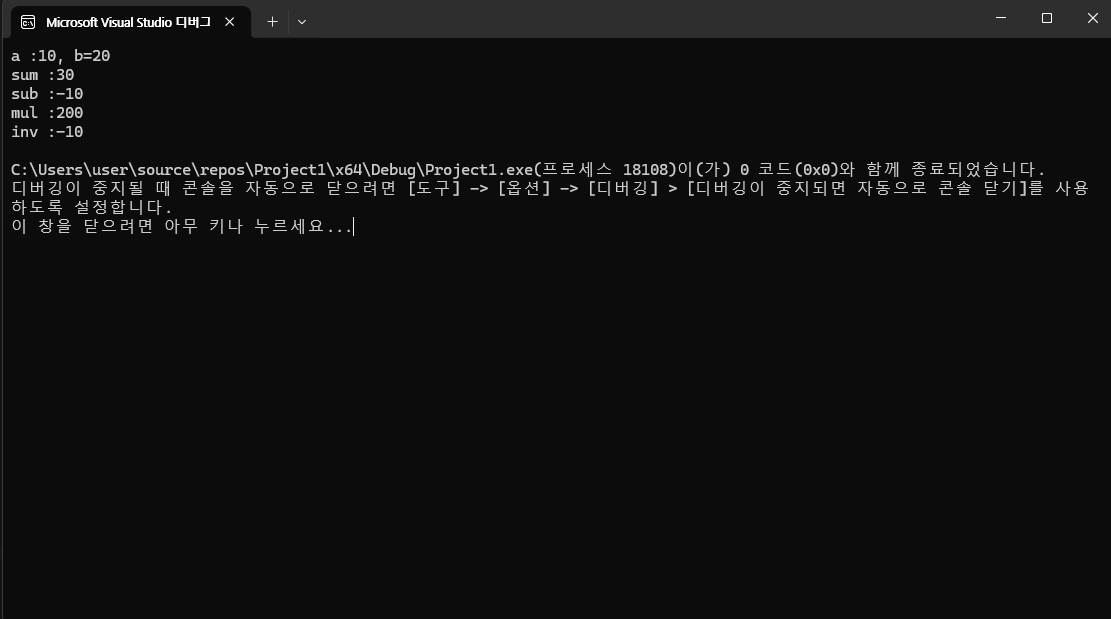 Microsoft Visual Studio 디버그
a :10, b=20
sum :30
sub :-10
mul :200
inv :-10
C:\Users\user\source\repos\Project1\x64\Debug\Project1.exe(프로세스 18108)이(가) 0 코드(0x0)와 함께 종료되었습니다.
디버깅이 중지될 때 콘솔을 자동으로 닫으려면 [도구] -> [옵션] -> [디버깅] > [디버깅이 중지되면 자동으로 콘솔 닫기]를 사용
하도록 설정합니다.
이 창을 닫으려면 아무 키나 누르세요...